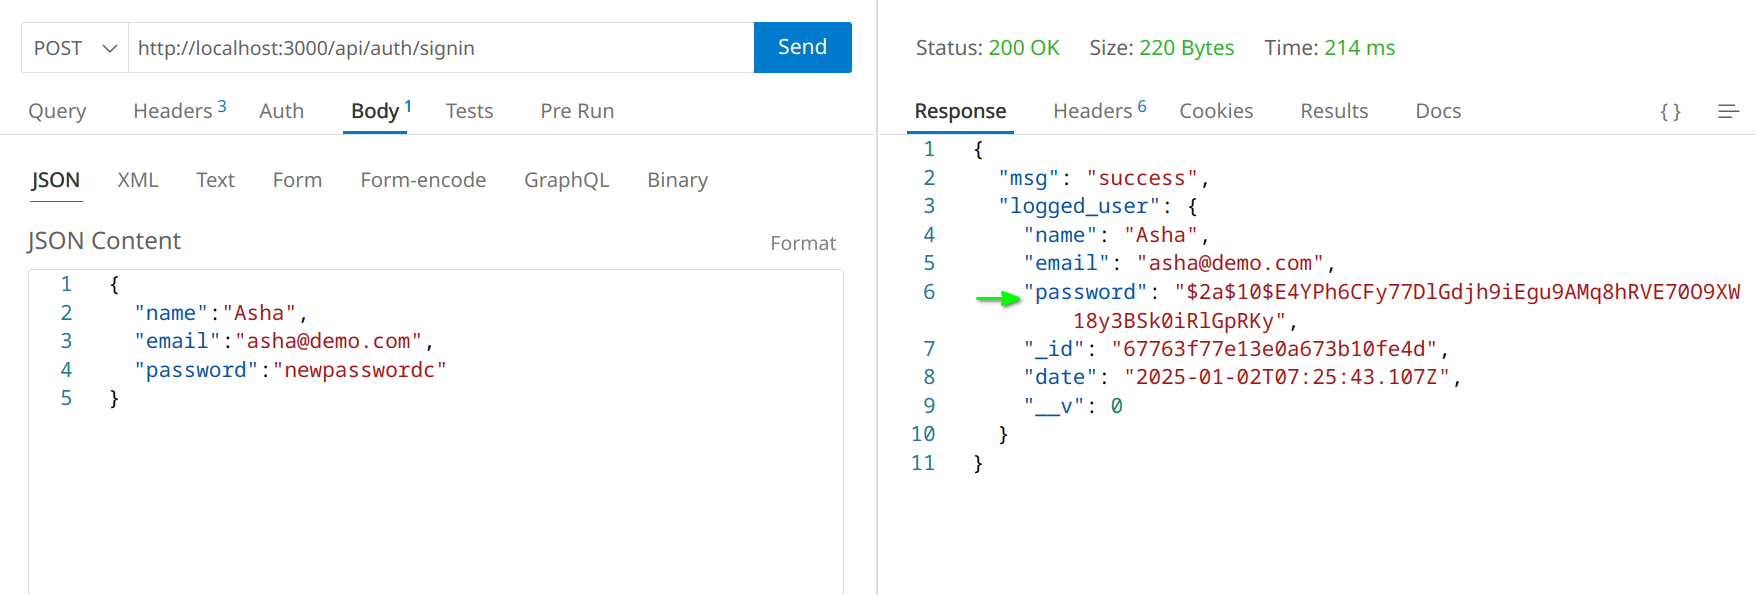 POST http://localhost:3000/api/auth/signin Send
Query Headers 3 Auth Body 1 Tests Pre Run
JSON XML Text Form Form-encode GraphQL Binary
JSON Content Format
1 {
2 "name":"Asha",
3 "email":"asha@demo.com",
4 "password":"newpasswordc"
5 }
Status: 200 OK Size: 220 Bytes Time: 214 ms
Response Headers 6 Cookies Results Docs { }
1 {
2 "msg": "success",
3 "logged_user": {
4 "name": "Asha",
5 "email": "asha@demo.com",
6 "password": "$2a$10$E4YPh6CFy77DlGdjh9iEgu9AMq8hRVE70O9XW
18y3BSk0iRlGpRKy",
7 "_id": "67763f77e13e0a673b10fe4d",
8 "date": "2025-01-02T07:25:43.107Z",
9 "__v": 0
10 }
11 }